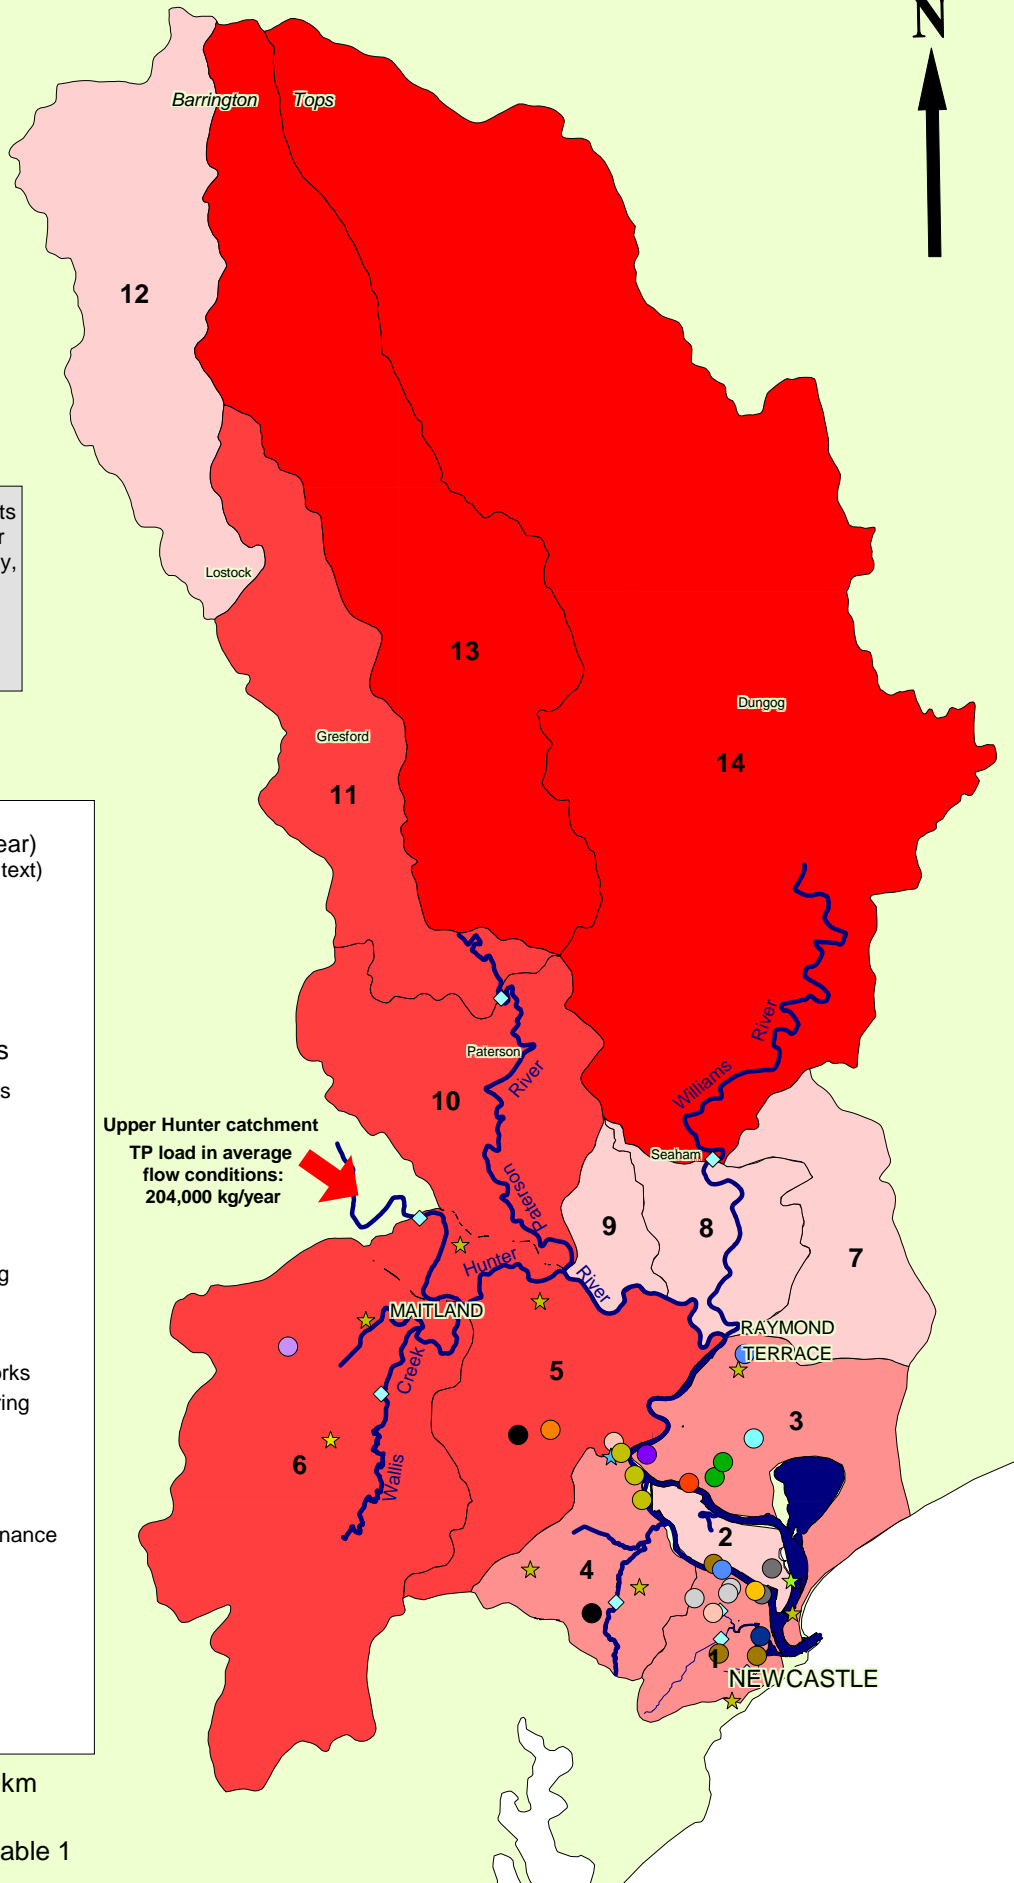 N
Barrington Tops
12
ts
r
y,
Lostock
13
Dungog
Gresford
14
11
ear)
text)
River
s
Paterson
s
River
Williams
10
Upper Hunter catchment
TP load in average
flow conditions:
204,000 kg/year
Seaham
Paterson
9
8
7
Hunter
River
g
MAITLAND
RAYMOND
TERRACE
Creek
5
rks
ring
3
6
Wallis
nance
2
4
1
NEWCASTLE
km
able 1